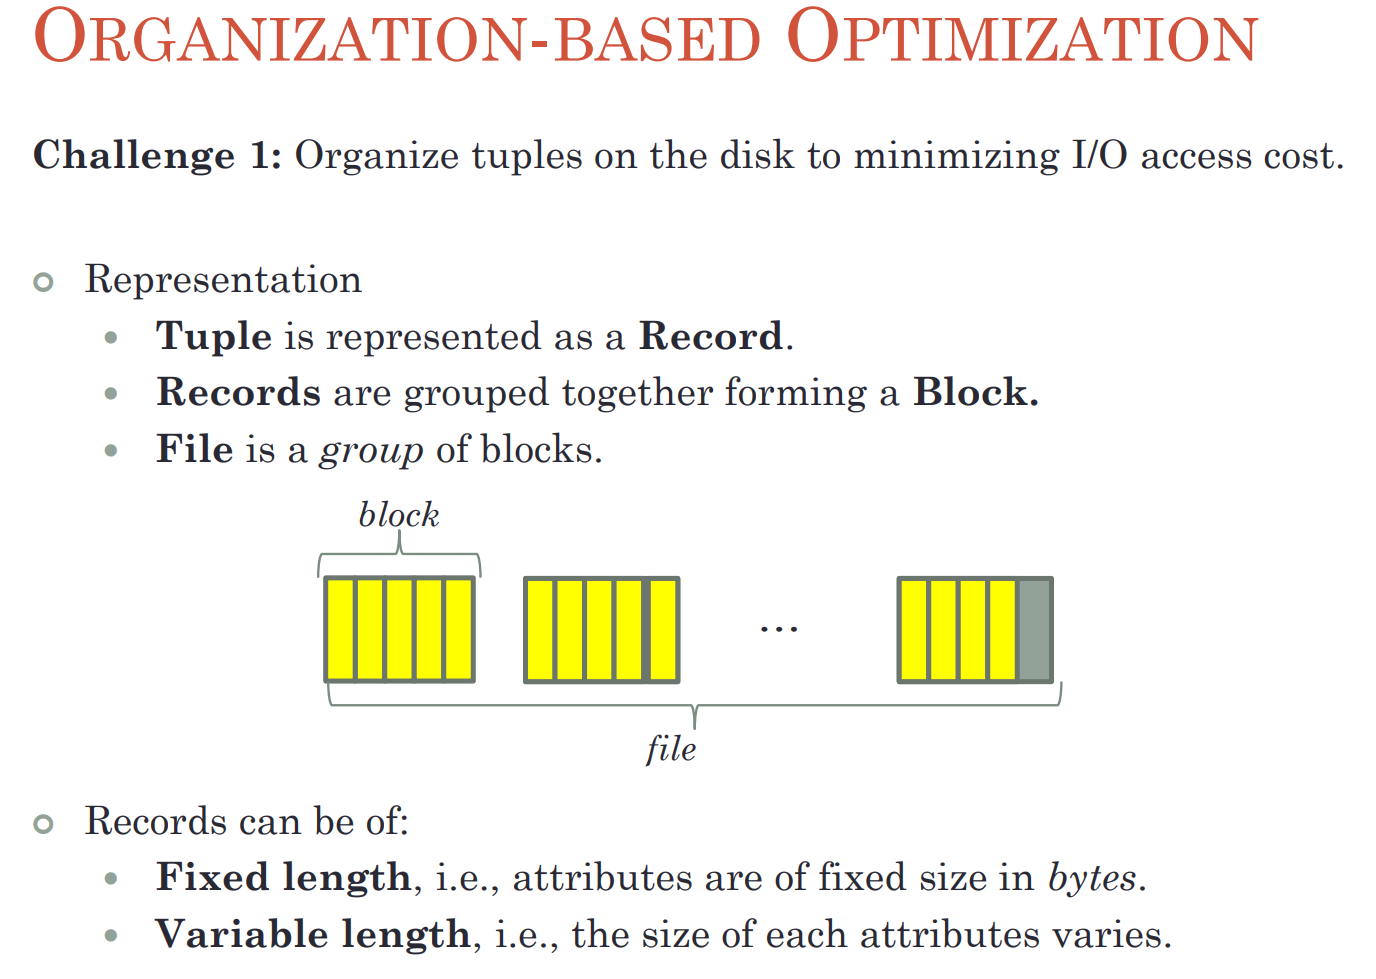 ORGANIZATION-BASED OPTIMIZATION
Challenge 1: Organize tuples on the disk to minimizing I/O access cost.
Representation
Tuple is represented as a Record.
Records are grouped together forming a Block.
File is a group of blocks.
block
...
file
Records can be of:
Fixed length, i.e., attributes are of fixed size in bytes.
Variable length, i.e., the size of each attributes varies.